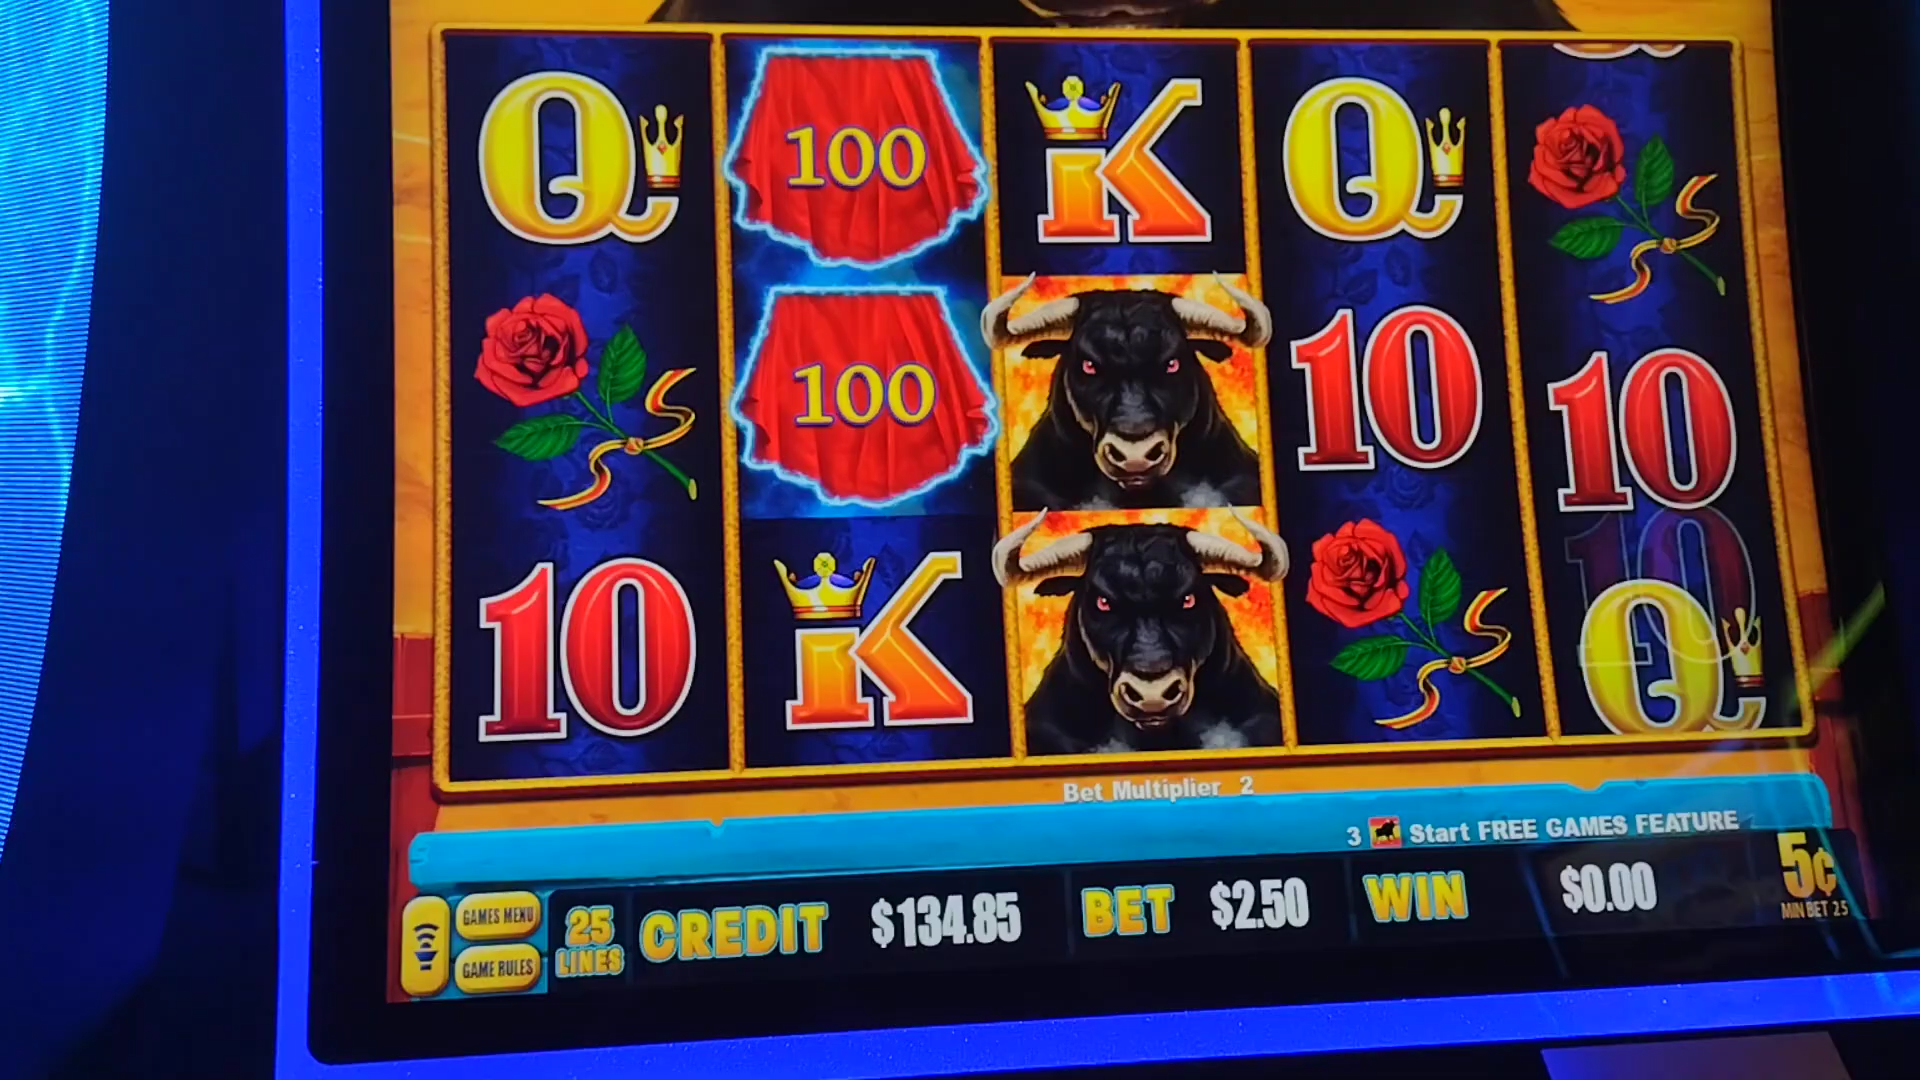 Q 100 K Q
100 10 10
10 K Q
Bet Multiplier 2
3 Start FREE GAMES FEATURE
GAMES MENU
GAME RULES
25 LINES
CREDIT $134.85 BET $2.50 WIN $0.00
5¢
MIN BET 25